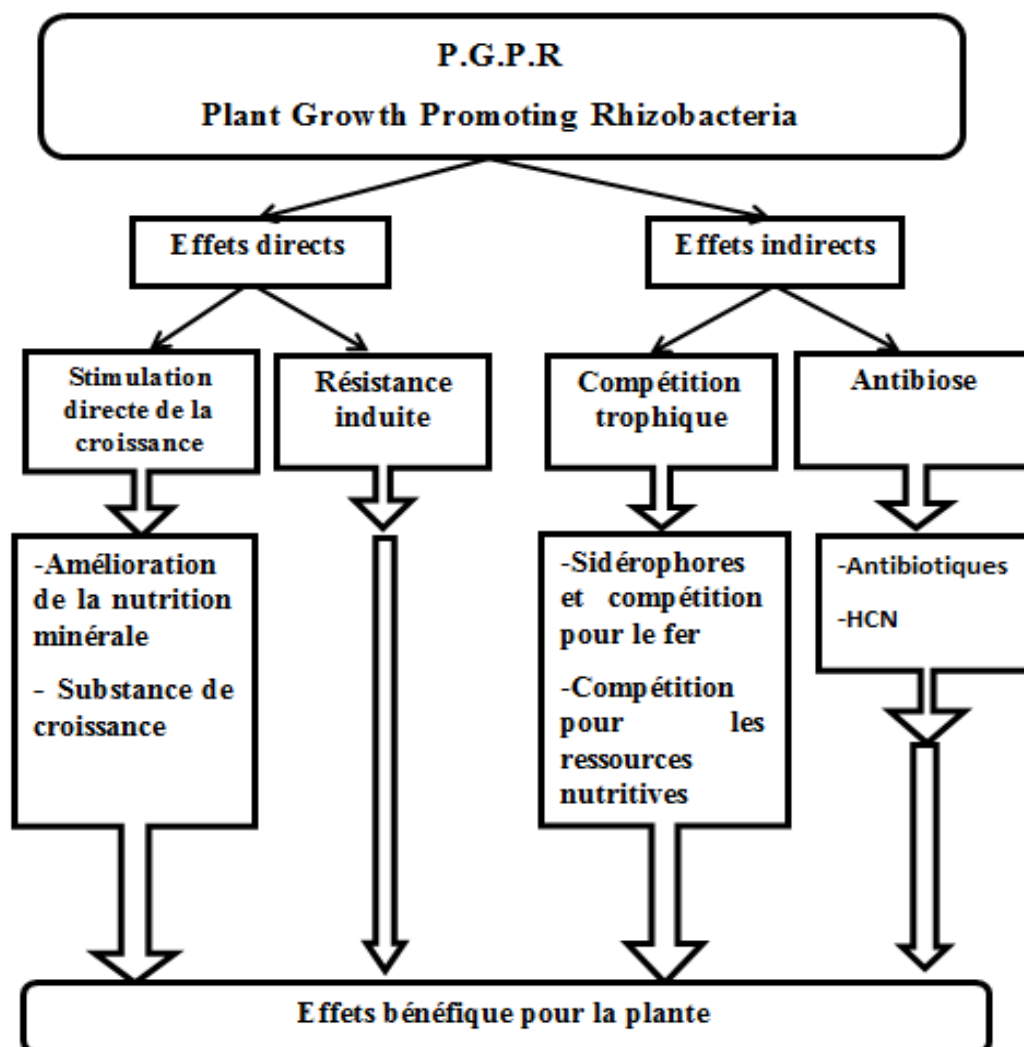 P.G.P.R
Plant Growth Promoting Rhizobacteria
Effets directs
Effets indirects
Stimulation
directe de la
croissance
Résistance
induite
Compétition
trophique
Antibiose
-Amélioration
de la nutrition
minérale
- Substance de
croissance
-Sidérophores
et compétition
pour le fer
-Compétition
pour les
ressources
nutritives
-Antibiotiques
-HCN
Effets bénéfique pour la plante